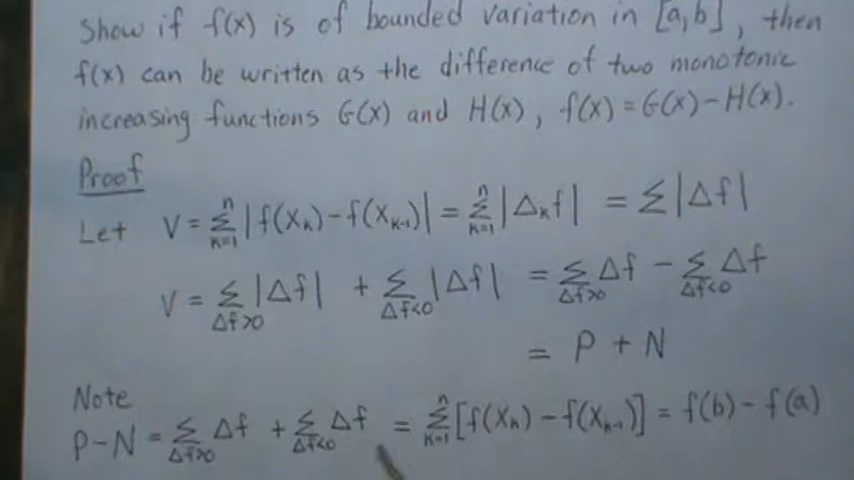 Show if f(x) is of bounded variation in [a,b], then
f(x) can be written as the difference of two monotonic
increasing functions G(x) and H(x), f(x) = G(x) - H(x).
Proof
Let V = Σ_{k=1}^{n} |f(x_k) - f(x_{k-1})| = Σ_{k=1}^{n} |Δ_k f| = Σ |Δf|
V = Σ_{Δf>0} |Δf| + Σ_{Δf<0} |Δf| = Σ_{Δf>0} Δf - Σ_{Δf<0} Δf
= P + N
Note
P-N = Σ_{Δf>0} Δf + Σ_{Δf<0} Δf = Σ_{k=1}^{n} [f(x_k) - f(x_{k-1})] = f(b) - f(a)